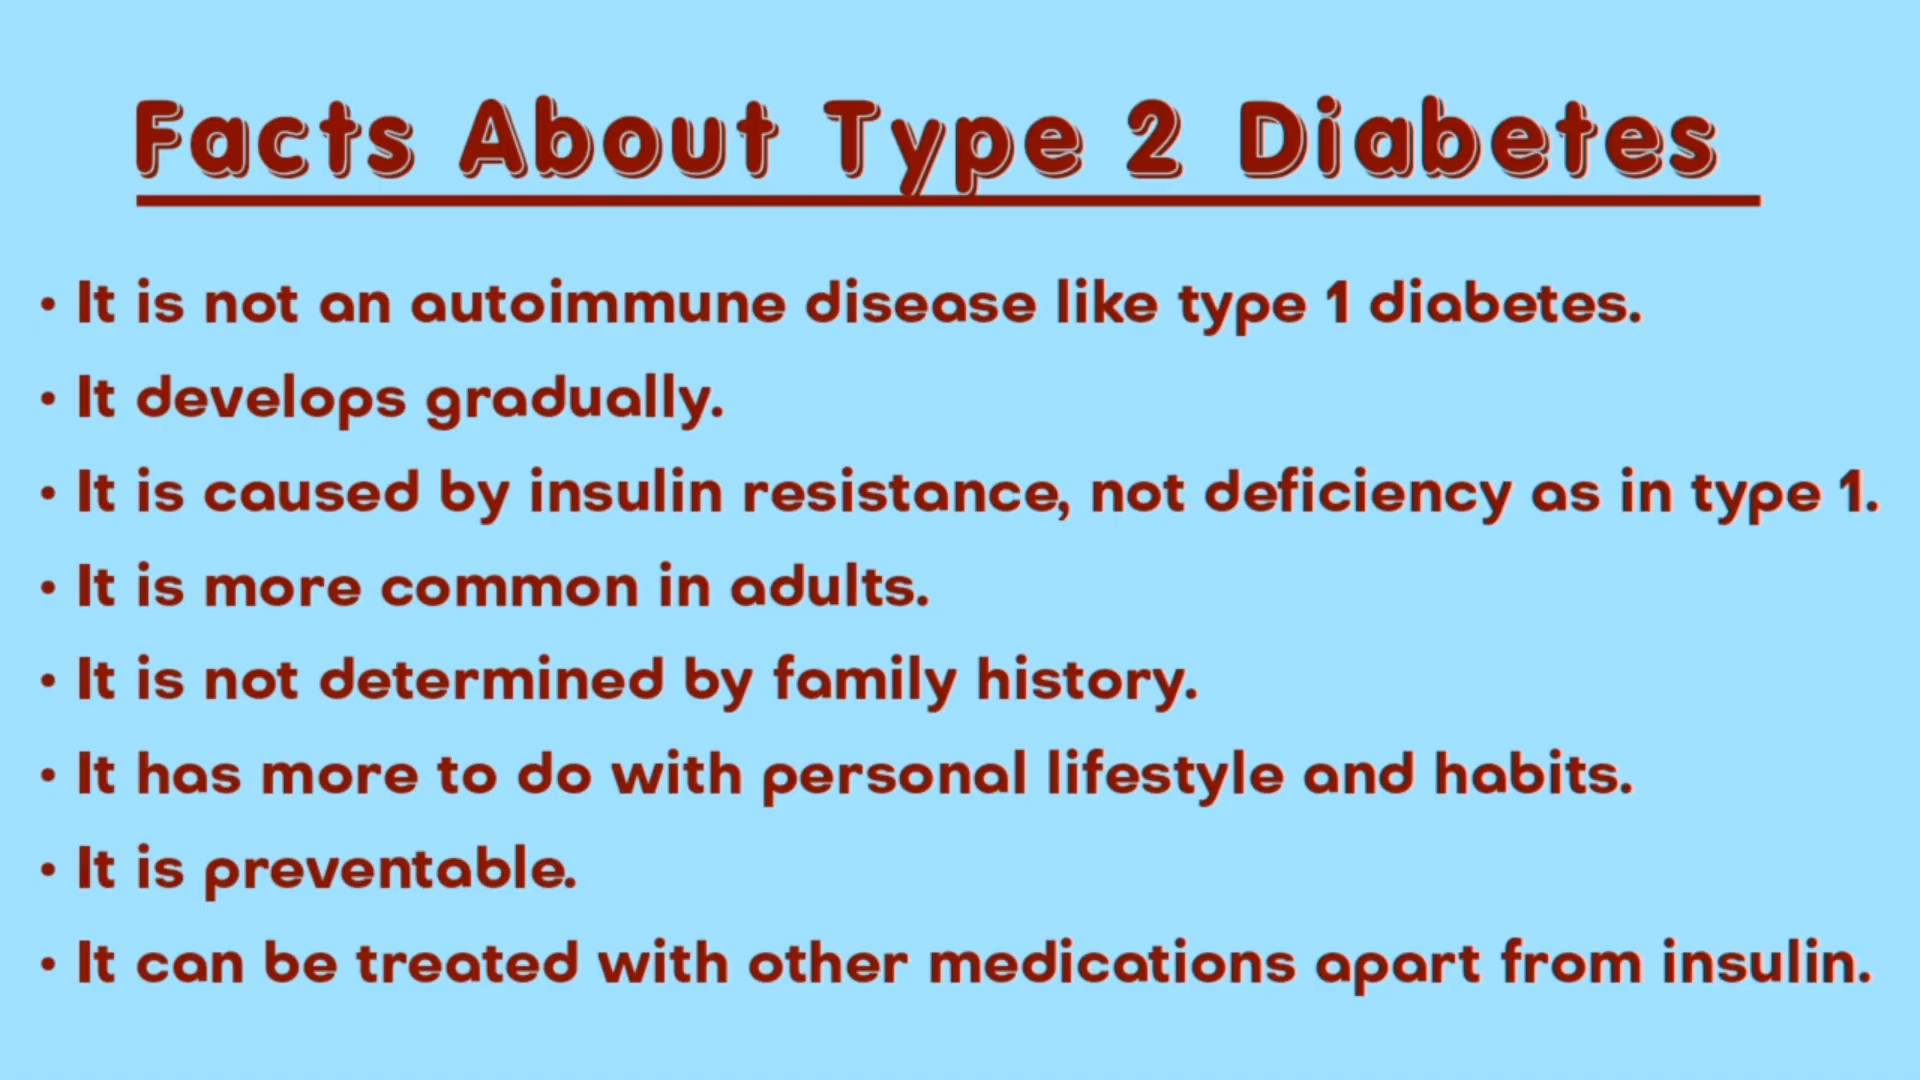 Facts About Type 2 Diabetes
• It is not an autoimmune disease like type 1 diabetes.
• It develops gradually.
• It is caused by insulin resistance, not deficiency as in type 1.
• It is more common in adults.
• It is not determined by family history.
• It has more to do with personal lifestyle and habits.
• It is preventable.
• It can be treated with other medications apart from insulin.